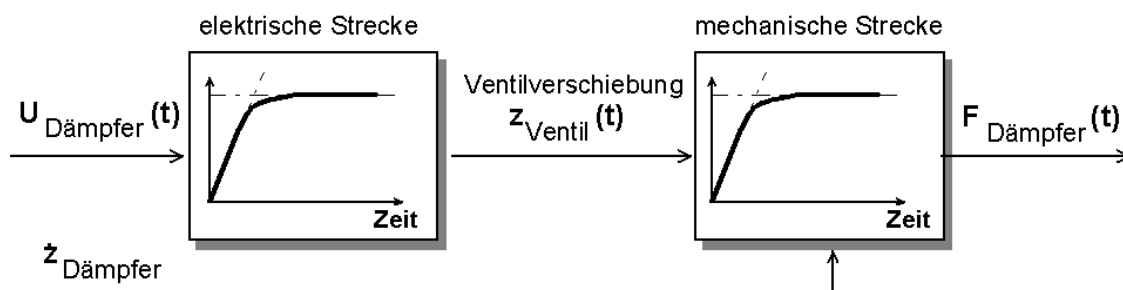 elektrische Strecke
mechanische Strecke
U Dämpfer (t)
Zeit
Ventilverschiebung
z Ventil (t)
Zeit
F Dämpfer (t)
ż Dämpfer